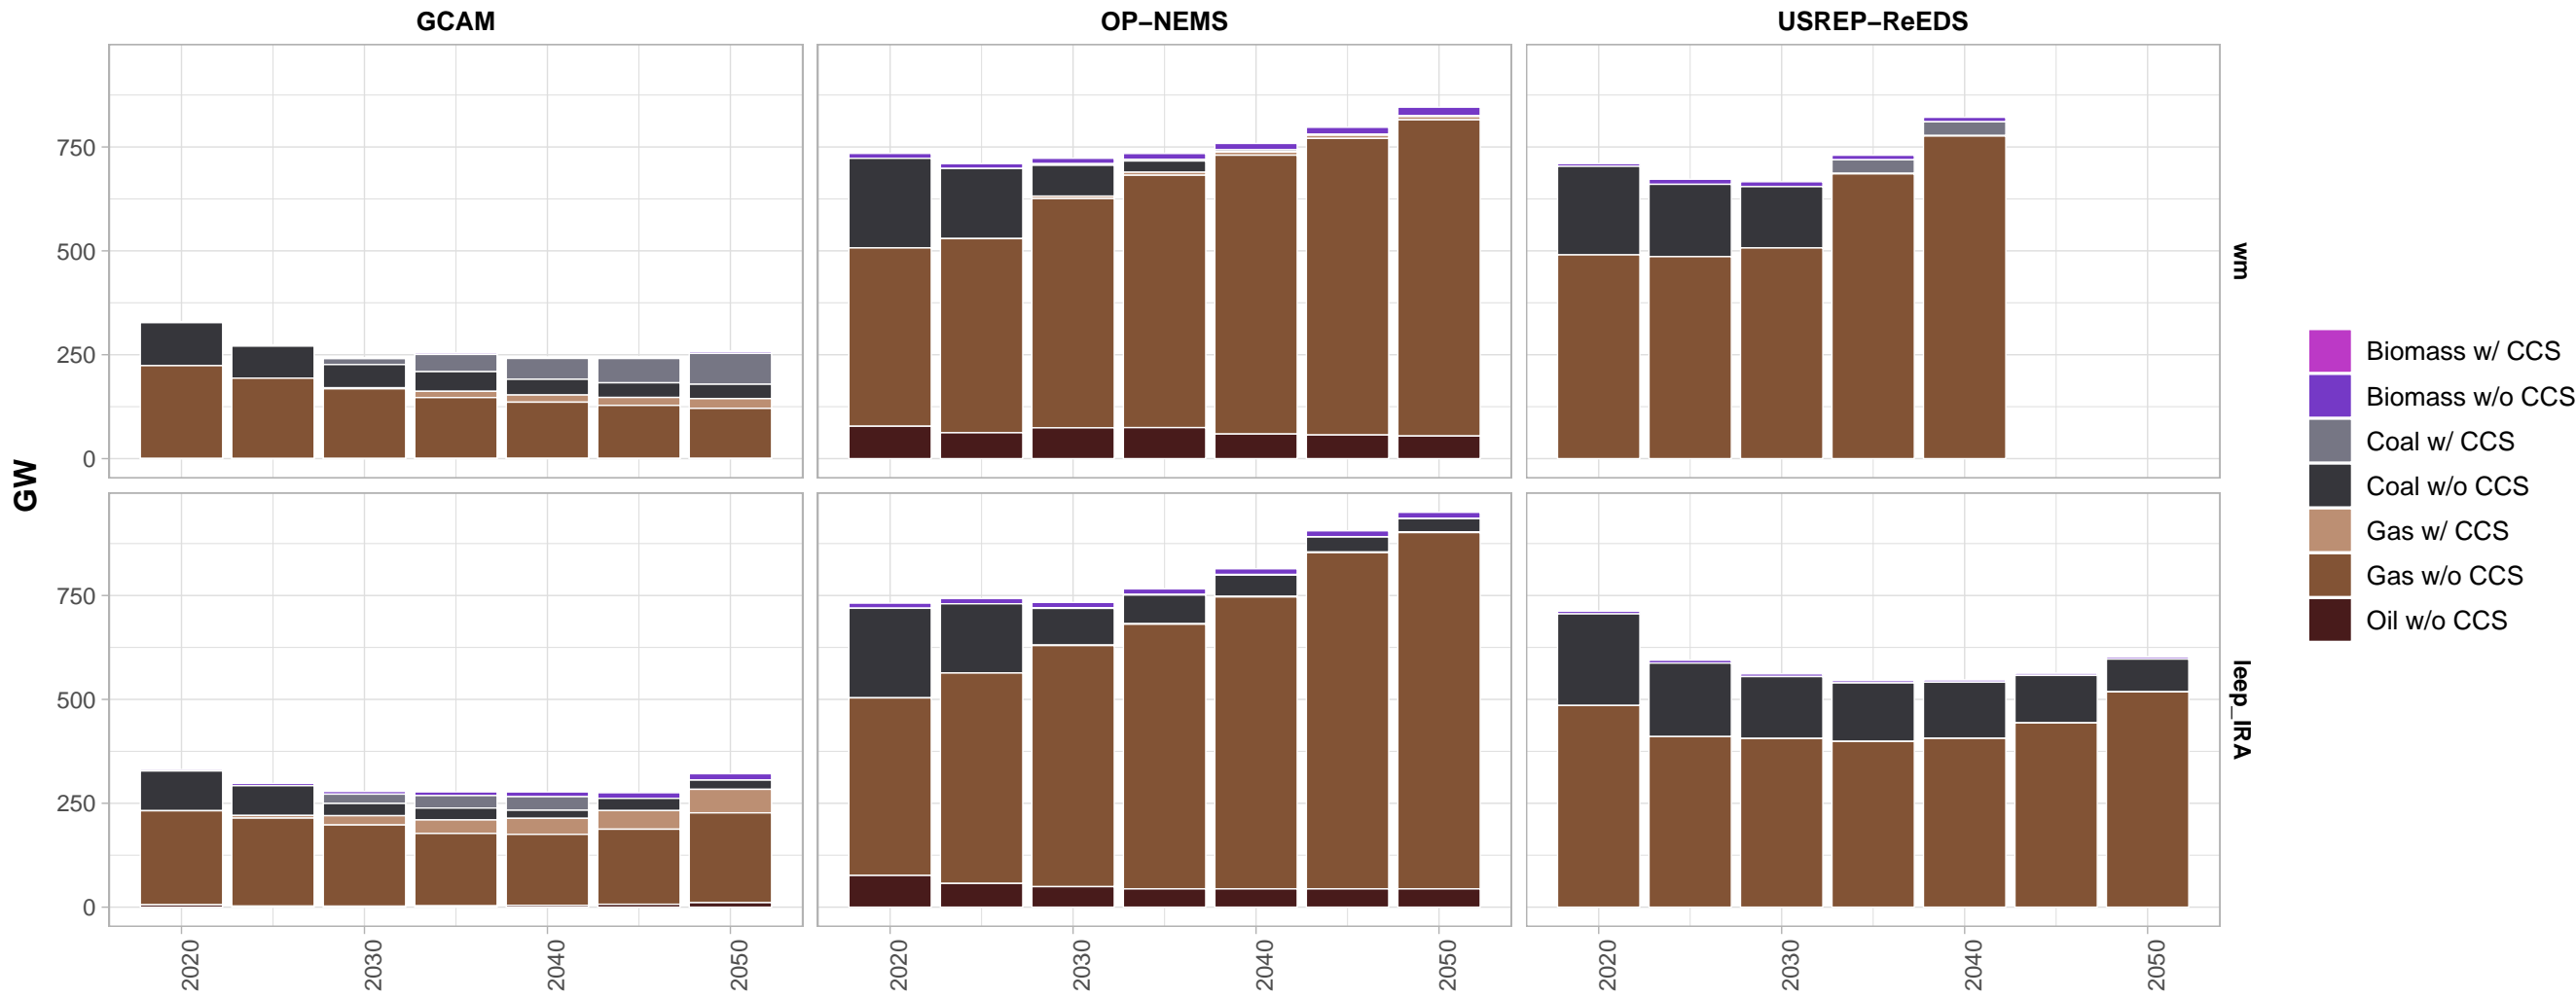 GCAM
OP−NEMS
USREP−ReEDS
GW
750
500
250
0
wm
750
500
250
0
leep_IRA
2020
2030
2040
2050
2020
2030
2040
2050
2020
2030
2040
2050
Biomass w/ CCS
Biomass w/o CCS
Coal w/ CCS
Coal w/o CCS
Gas w/ CCS
Gas w/o CCS
Oil w/o CCS